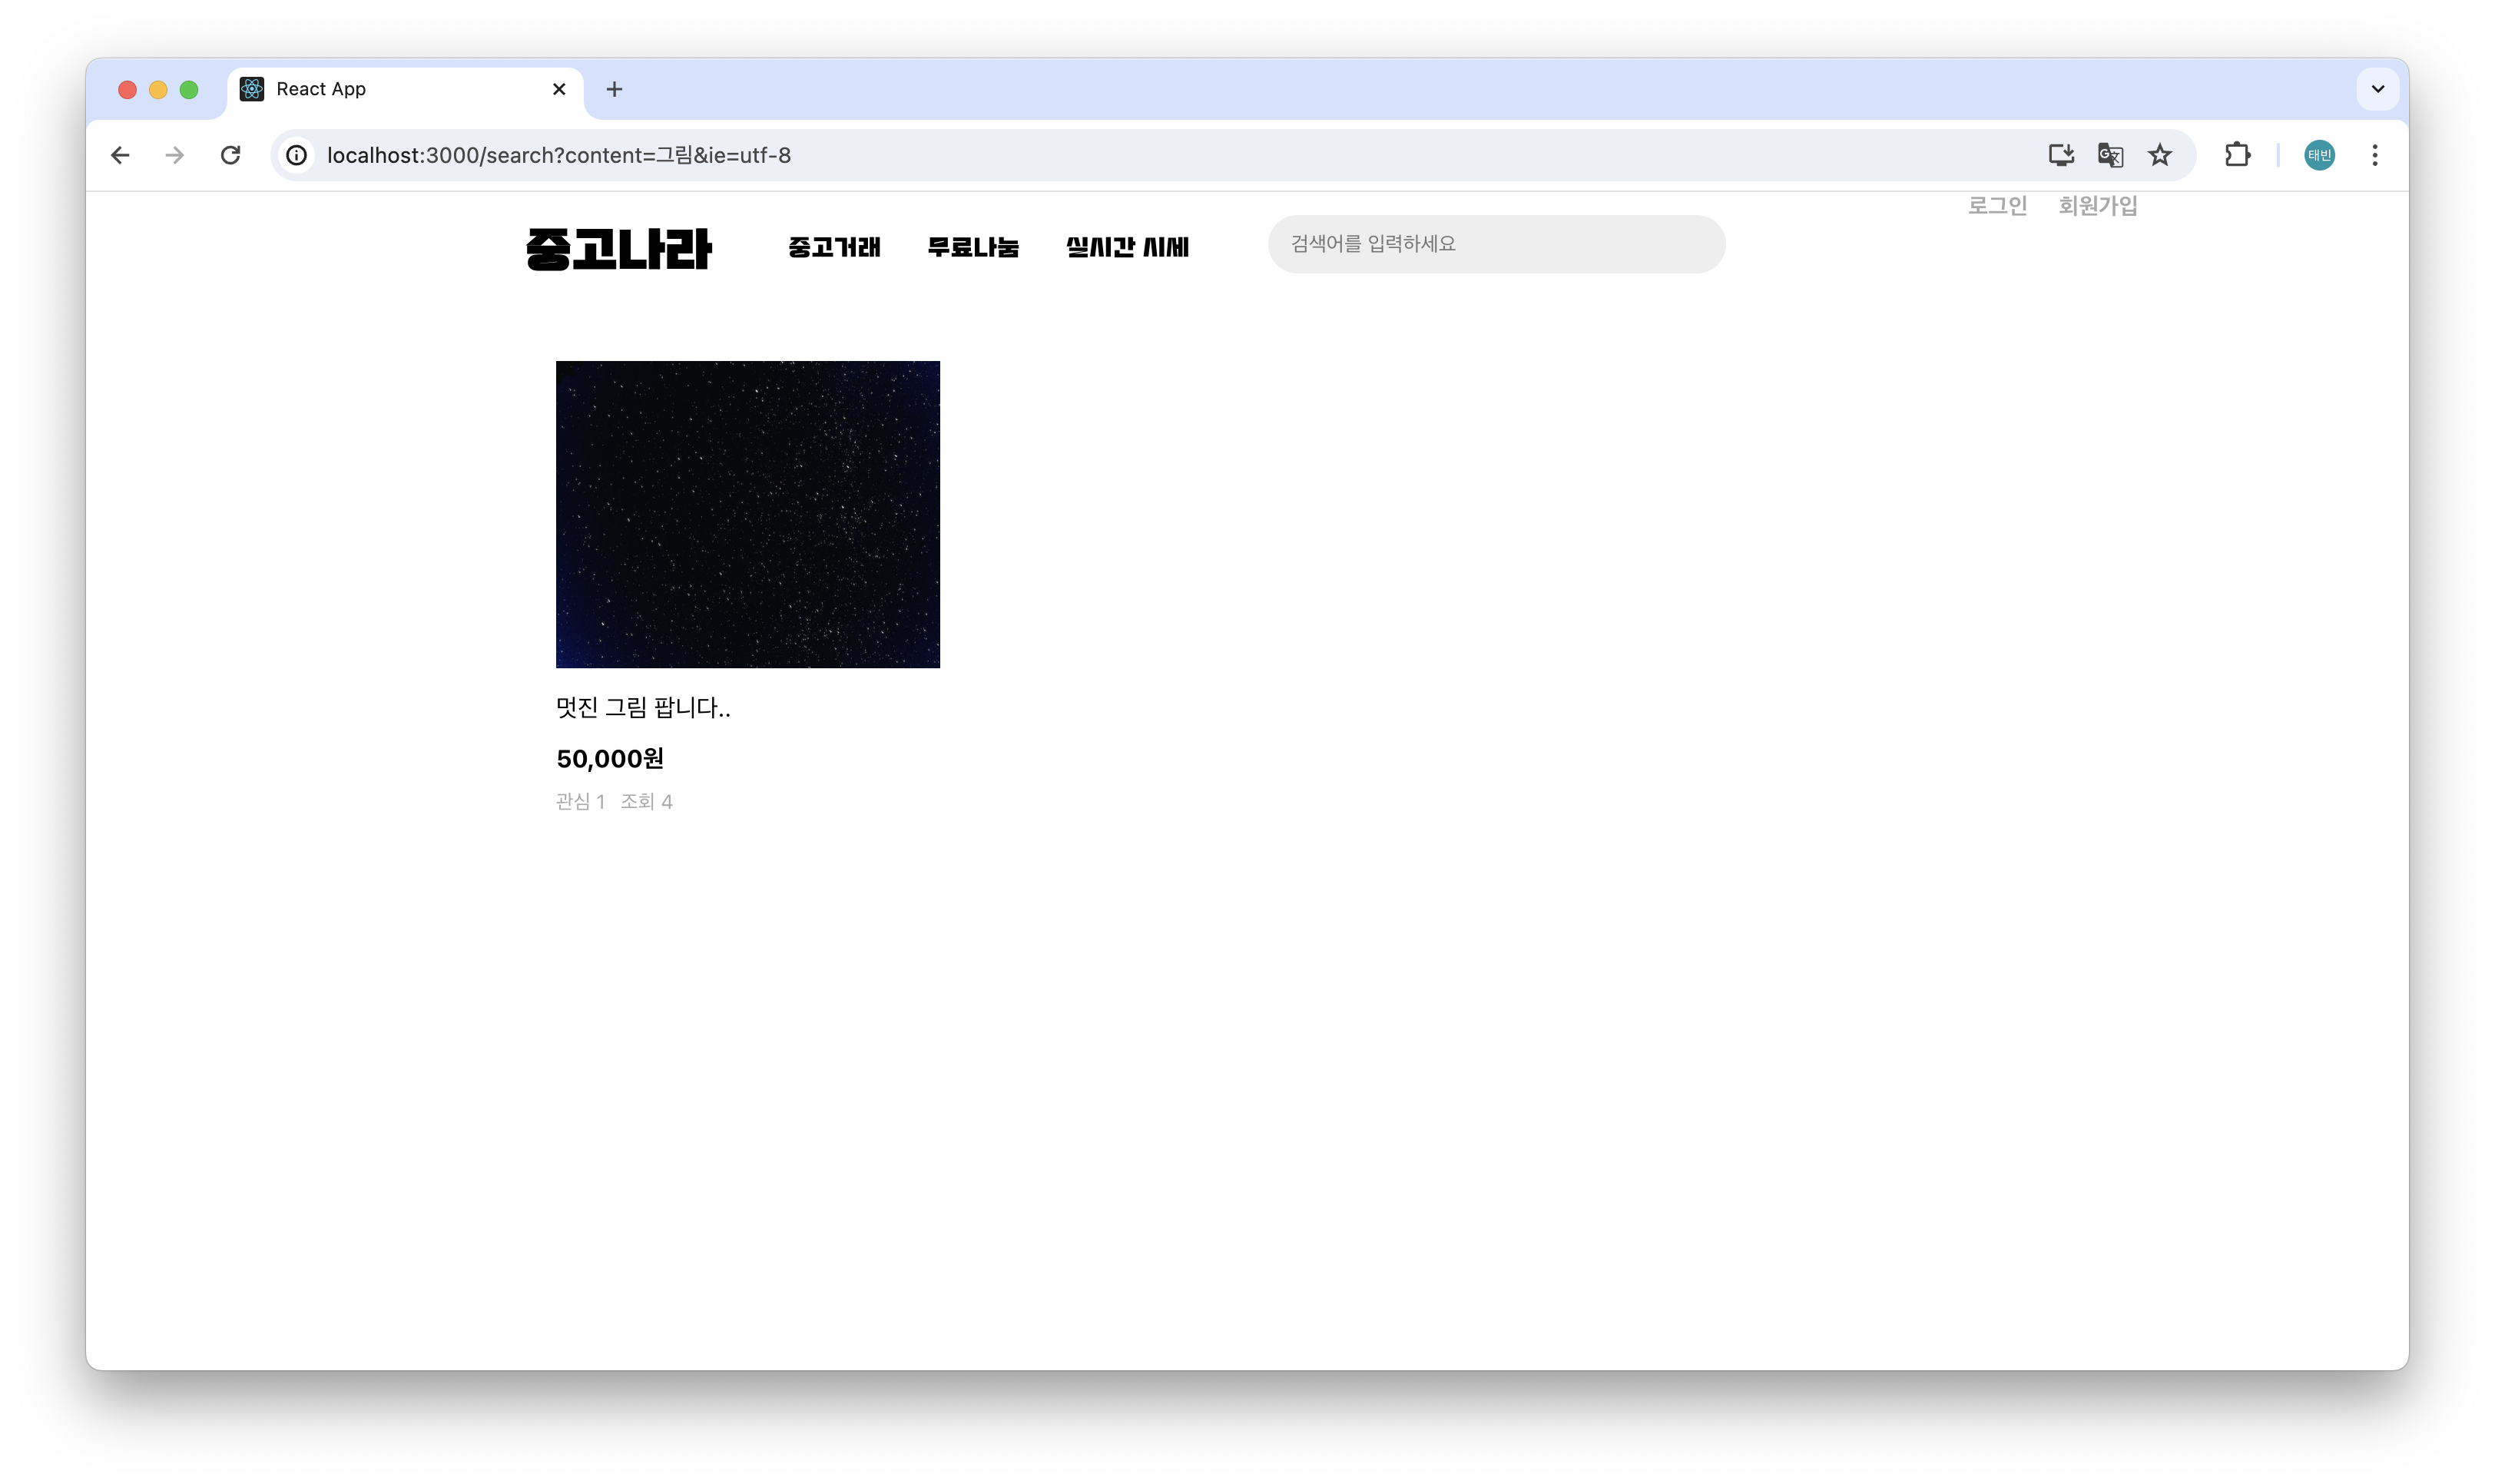 React App
localhost:3000/search?content=그림&ie=utf-8
태빈
로그인 회원가입
중고나라 중고거래 무료나눔 실시간 시세 검색어를 입력하세요
멋진 그림 팝니다..
50,000원
관심 1 조회 4